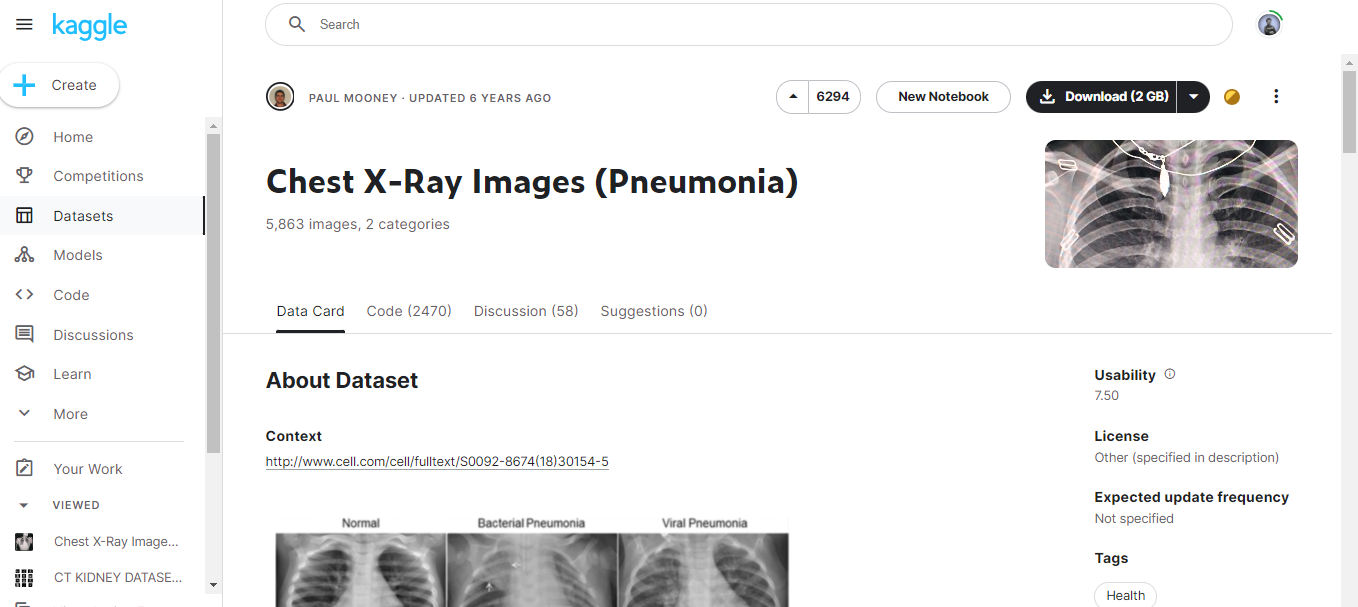 kaggle
Search
Create
Home
Competitions
Datasets
Models
Code
Discussions
Learn
More
Your Work
VIEWED
Chest X-Ray Image...
CT KIDNEY DATASE...
PAUL MOONEY · UPDATED 6 YEARS AGO
6294
New Notebook
Download (2 GB)
Chest X-Ray Images (Pneumonia)
5,863 images, 2 categories
Data Card
Code (2470)
Discussion (58)
Suggestions (0)
About Dataset
Context
http://www.cell.com/cell/fulltext/S0092-8674(18)30154-5
Normal
Bacterial Pneumonia
Viral Pneumonia
Usability
7.50
License
Other (specified in description)
Expected update frequency
Not specified
Tags
Health